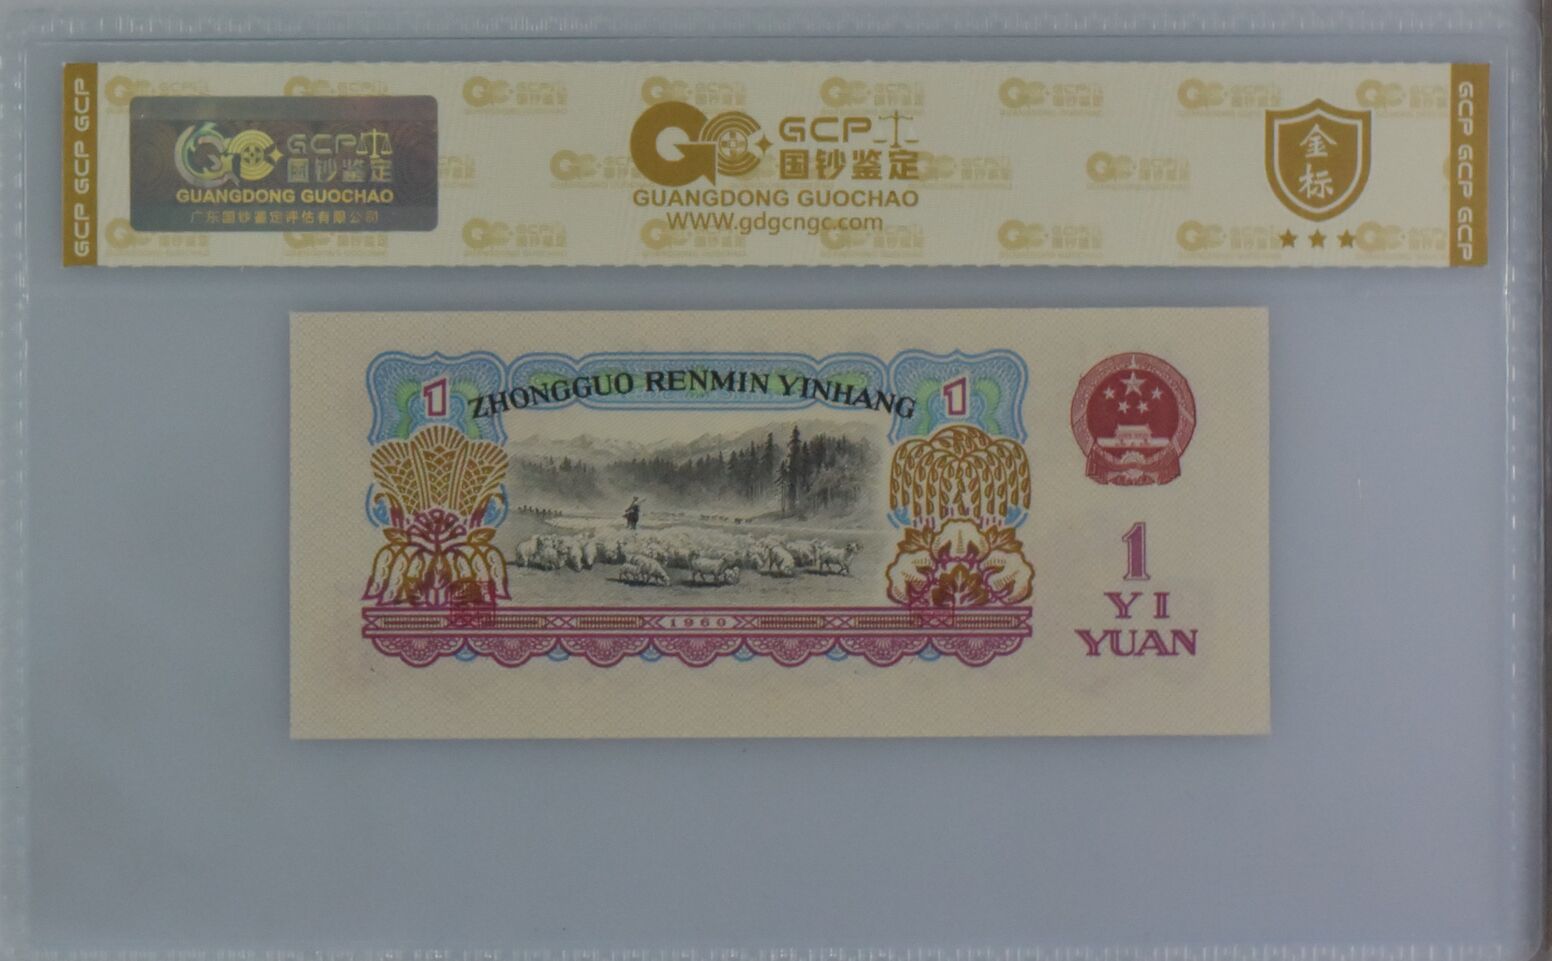 GCP GCP GCP
GCP
国钞鉴定
GUANGDONG GUOCHAO
广东国钞鉴定评估有限公司
GCP
国钞鉴定
GUANGDONG GUOCHAO
WWW.gdgcngc.com
金标
GCP GCP GCP
1
ZHONGGUO RENMIN YINHANG
1
1960
1
YI
YUAN